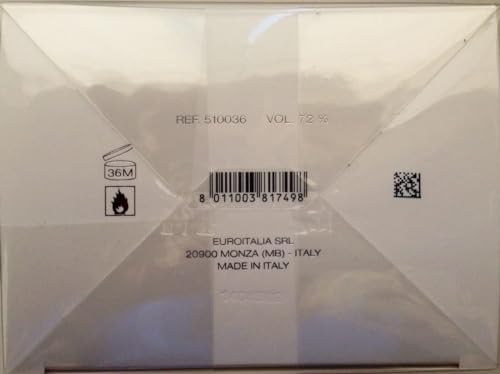 REF. 510036 VOL. 72 %
36M
8 011003 817498
EUROITALIA SRL
20900 MONZA (MB) - ITALY
MADE IN ITALY